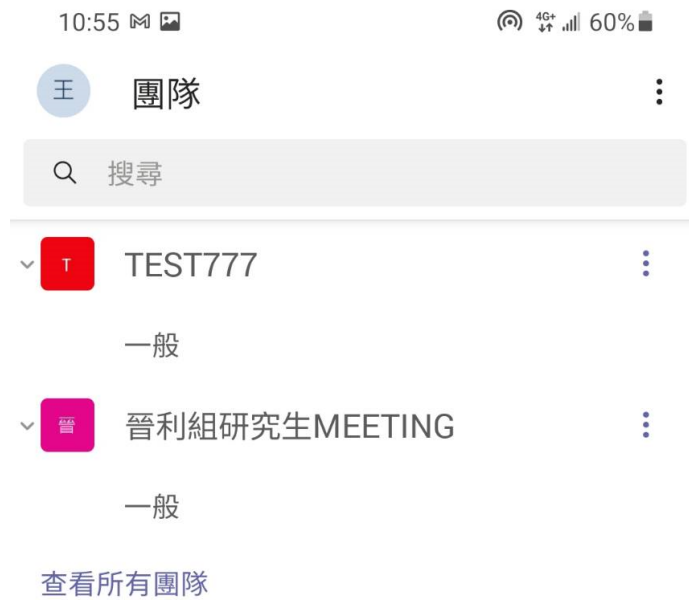 10:55 4G+ 60%
王 團隊
搜尋
T TEST777
一般
晉 晉利組研究生MEETING
一般
查看所有團隊